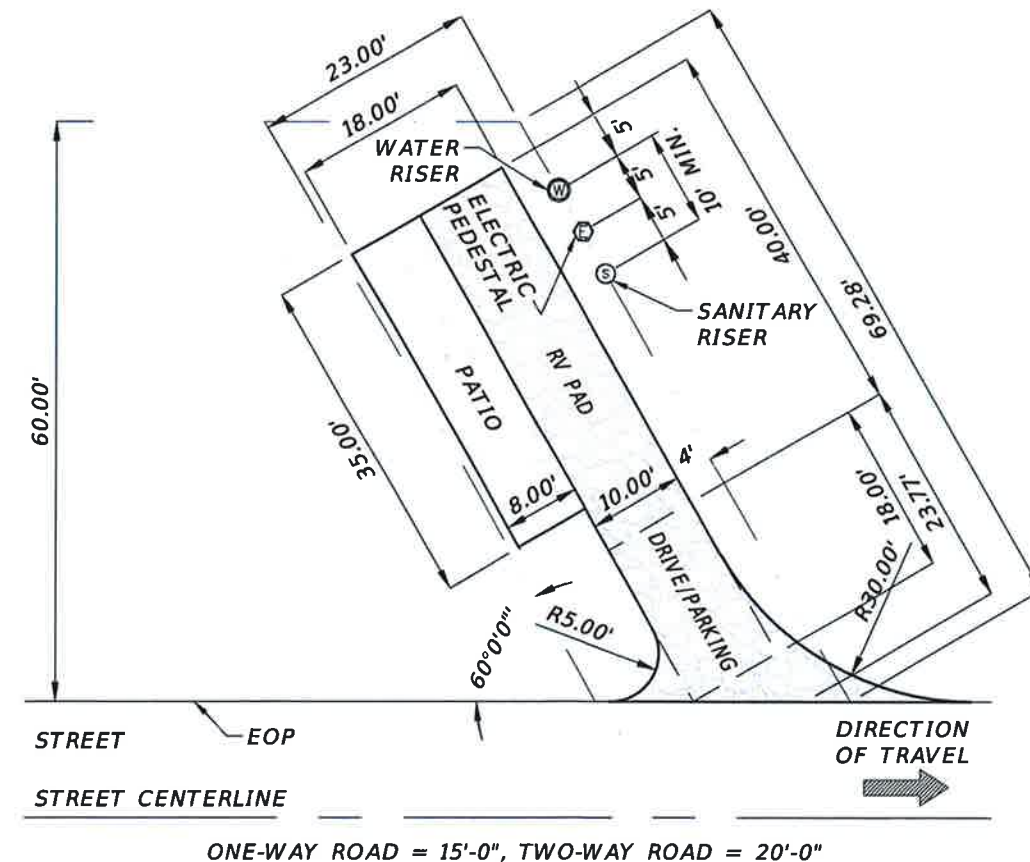 23.00'
18.00'
WATER
RISER
W
5'
5'
5'
10' MIN.
40.00'
69.28'
60.00'
ELECTRIC
PEDESTAL
E
S
SANITARY
RISER
RV PAD
PATIO
35.00'
8.00'
10.00'
4'
18.00'
23.77'
DRIVE/PARKING
R5.00'
R30.00'
60°0'0"
STREET
EOP
DIRECTION
OF TRAVEL
STREET CENTERLINE
ONE-WAY ROAD = 15'-0", TWO-WAY ROAD = 20'-0"